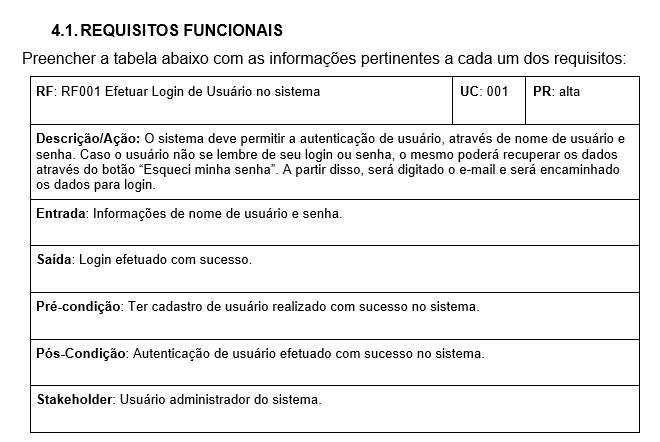 4.1. REQUISITOS FUNCIONAIS
Preencher a tabela abaixo com as informações pertinentes a cada um dos requisitos:
RF: RF001 Efetuar Login de Usuário no sistema UC: 001 PR: alta
Descrição/Ação: O sistema deve permitir a autenticação de usuário, através de nome de usuário e
senha. Caso o usuário não se lembre de seu login ou senha, o mesmo poderá recuperar os dados
através do botão “Esqueci minha senha”. A partir disso, será digitado o e-mail e será encaminhado
os dados para login.
Entrada: Informações de nome de usuário e senha.
Saída: Login efetuado com sucesso.
Pré-condição: Ter cadastro de usuário realizado com sucesso no sistema.
Pós-Condição: Autenticação de usuário efetuado com sucesso no sistema.
Stakeholder: Usuário administrador do sistema.